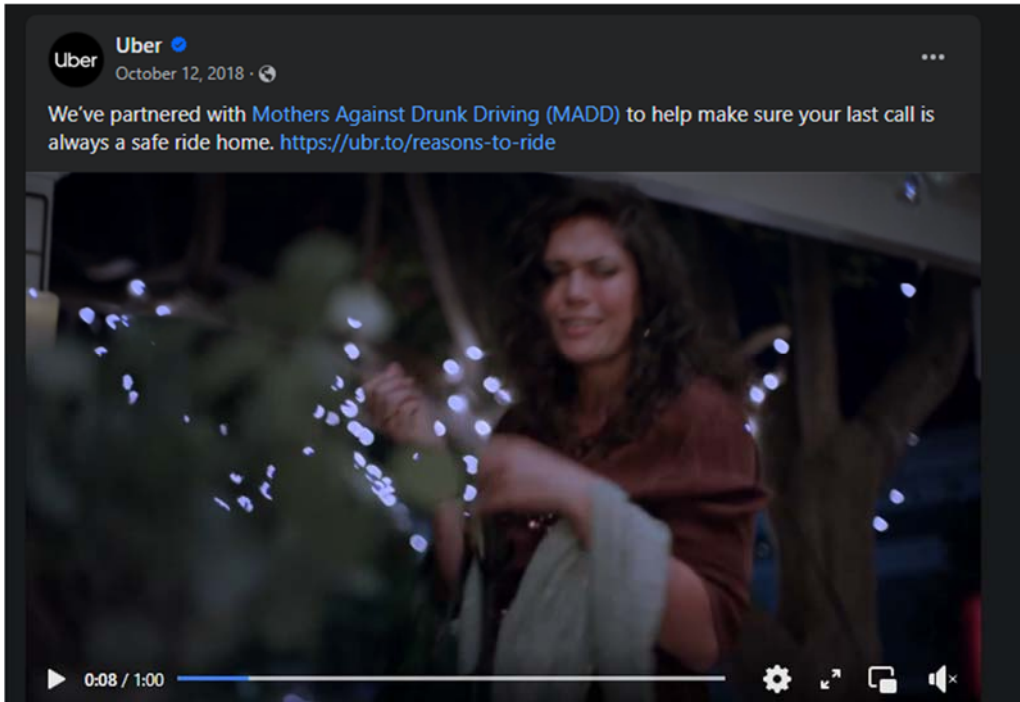 Uber
Uber
October 12, 2018 ·
We've partnered with Mothers Against Drunk Driving (MADD) to help make sure your last call is
always a safe ride home. https://ubr.to/reasons-to-ride
0:08 / 1:00